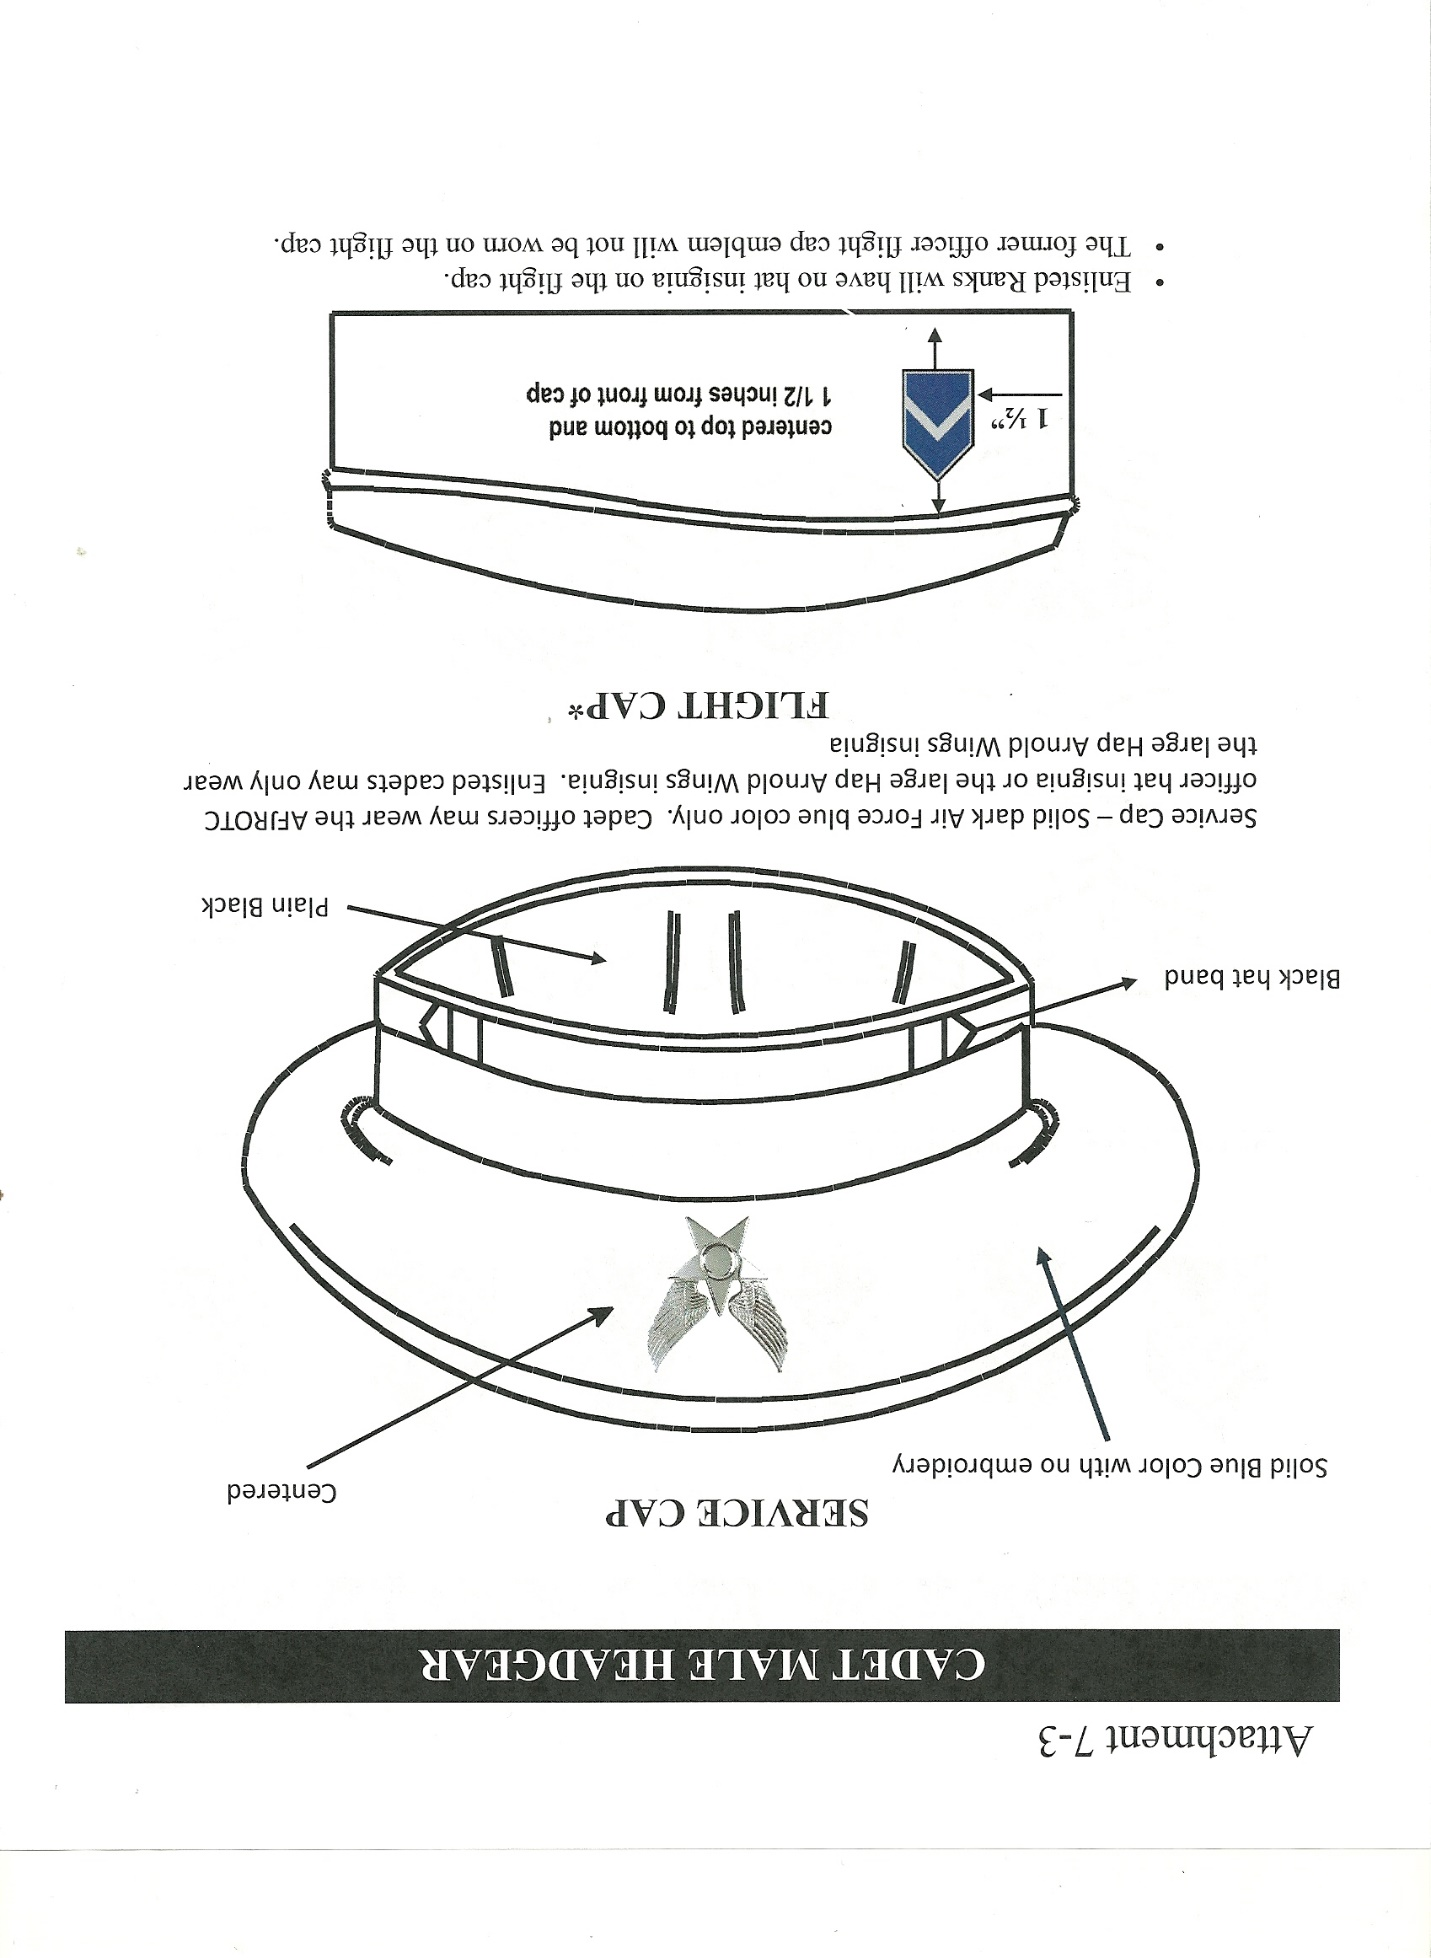 Attachment 7-3
CADET MALE HEADGEAR
SERVICE CAP
Centered
Solid Blue Color with no embroidery
Black hat band
Plain Black
Service Cap – Solid dark Air Force blue color only.  Cadet officers may wear the AFJROTC
officer hat insignia or the large Hap Arnold Wings insignia.  Enlisted cadets may only wear
the large Hap Arnold Wings insignia
FLIGHT CAP*
1 ½”
centered top to bottom and
1 1/2 inches from front of cap
• Enlisted Ranks will have no hat insignia on the flight cap.
• The former officer flight cap emblem will not be worn on the flight cap.